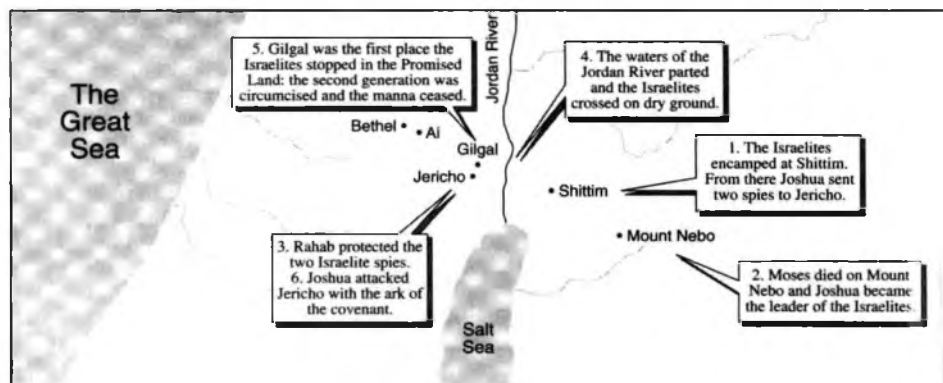 The
Great
Sea
5. Gilgal was the first place the
Israelites stopped in the Promised
Land: the second generation was
circumcised and the manna ceased.
Jordan River
4. The waters of the
Jordan River parted
and the Israelites
crossed on dry ground.
Bethel
Ai
Gilgal
Jericho
1. The Israelites
encamped at Shittim.
From there Joshua sent
two spies to Jericho.
Shittim
Mount Nebo
3. Rahab protected the
two Israelite spies.
6. Joshua attacked
Jericho with the ark of
the covenant.
2. Moses died on Mount
Nebo and Joshua became
the leader of the Israelites
Salt
Sea